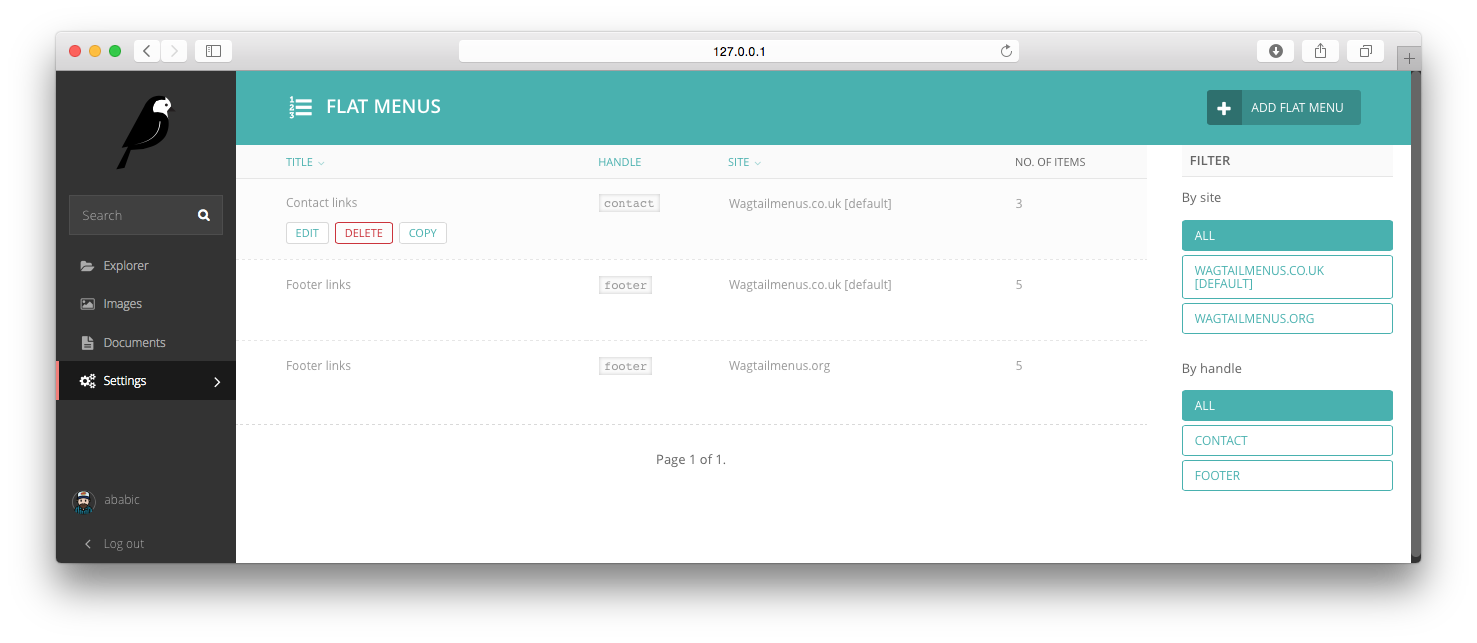 127.0.0.1
FLAT MENUS
ADD FLAT MENU
Search
Explorer
Images
Documents
Settings
ababic
Log out
TITLE HANDLE SITE NO. OF ITEMS
Contact links contact Wagtailmenus.co.uk [default] 3
EDIT DELETE COPY
Footer links footer Wagtailmenus.co.uk [default] 5
Footer links footer Wagtailmenus.org 5
Page 1 of 1.
FILTER
By site
ALL
WAGTAILMENUS.CO.UK
[DEFAULT]
WAGTAILMENUS.ORG
By handle
ALL
CONTACT
FOOTER